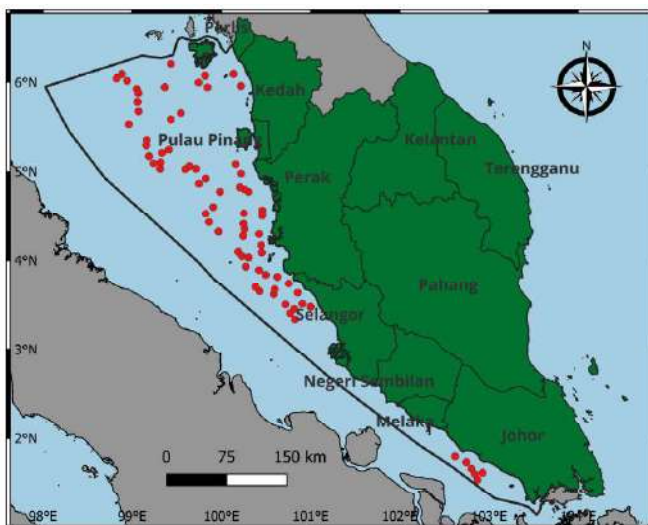 Perlis
N
6°N
Kedah
Pulau Pinang
Kelantan
5°N
Perak
Terengganu
4°N
Pahang
Selangor
3°N
Negeri Sembilan
Melaka
Johor
2°N
0 75 150 km
98°E 99°E 100°E 101°E 102°E 103°E 104°E